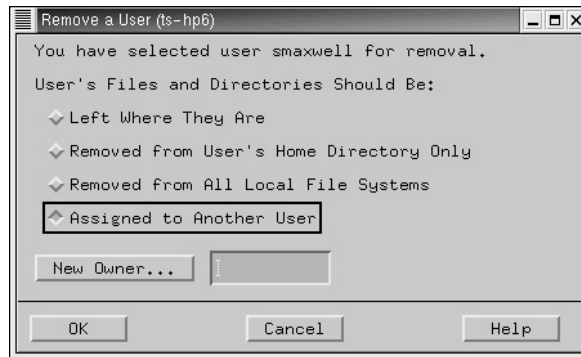 Remove a User (ts-hp6)
You have selected user smaxwell for removal.
User's Files and Directories Should Be:
Left Where They Are
Removed from User's Home Directory Only
Removed from All Local File Systems
Assigned to Another User
New Owner...
OK
Cancel
Help